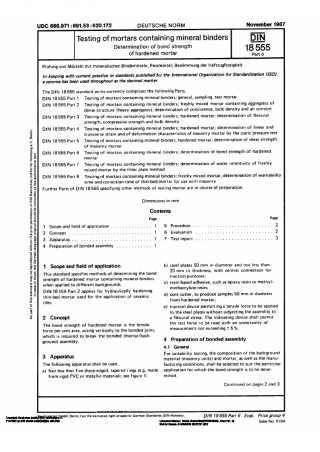 UDC 666.971:691.53:620.172
DEUTSCHE NORM
November 1987
Testing of mortars containing mineral binders
Determination of bond strength
of hardened mortar
DIN
18 555
Part 6
Prüfung von Mörteln mit mineralischen Bindemitteln; Festmörtel; Bestimmung der Haftzugfestigkeit
In keeping with current practice in standards published by the International Organization for Standardization (ISO),
a comma has been used throughout as the decimal marker.
The DIN 18 555 standard series currently comprises the following Parts.
DIN 18 555 Part 1 Testing of mortars containing mineral binders; general, sampling, test mortar
DIN 18 555 Part 2 Testing of mortars containing mineral binders; freshly mixed mortar containing aggregates of
dense structure (heavy aggregates); determination of consistence, bulk density and air content
DIN 18 555 Part 3 Testing of mortars containing mineral binders; hardened mortar; determination of flexural
strength, compressive strength and bulk density
DIN 18 555 Part 4 Testing of mortars containing mineral binders; hardened mortar; determination of linear and
transverse strain and of deformation characteristics of masonry mortar by the static pressure test
DIN 18 555 Part 5 Testing of mortars containing mineral binders; hardened mortar; determination of shear strength
of masonry mortar
DIN 18 555 Part 6 Testing of mortars containing mineral binders; determination of bond strength of hardened
mortar
DIN 18 555 Part 7 Testing of mortars containing mineral binders; determination of water retentivity of freshly
mixed mortar by the filter plate method
DIN 18 555 Part 8 Testing of mortars containing mineral binders; freshly mixed mortar; determination of workability
time and correction time of thin-bed mortar for use with masonry
Further Parts of DIN 18 555 specifying other methods of testing mortar are in course of preparation.
Dimensions in mm
Contents
Page
1 Scope and field of application 1
2 Concept 1
3 Apparatus 1
4 Preparation of bonded assembly 1
Page
5 Procedure 2
6 Evaluation 2
7 Test report 3
1 Scope and field of application
This standard specifies methods of determining the bond
strength of hardened mortar containing mineral binders
when applied to different backgrounds.
DIN 18 156 Part 2 applies for hydraulically hardening
thin-bed mortar used for the application of ceramic
tiles.
2 Concept
The bond strength of hardened mortar is the tensile
force per unit area, acting verticaly to the bonded joint,
which is required to break the bonded (mortar/back-
ground) assembly.
3 Apparatus
The following apparatus shall be used:
a) Not less than five sharp-edged, tapered rings (e.g. made
from rigid PVC or metallic material); see figure 1;
b) steel plates 50 mm in diameter and not less than
20 mm in thickness, with central connection for
traction purposes;
c) resin-based adhesive, such as epoxy resin or methyl-
methacrylate resin;
d) core cutter, to produce samples 50 mm in diameter
from hardened mortar;
e) traction device permitting a tensile force to be applied
to the steel plates without subjecting the assembly to
a flexural stress. The indicating device shall permit
the test force to be read with an uncertainty of
measurement not exceeding ± 5 %.
4 Preparation of bonded assembly
4.1 General
For suitability testing, the composition of the background
material (masonry units) and mortar, as well as the manu-
facturing conditions, shall be selected to suit the particular
application for which the bond strength is to be deter-
mined.
Continued on pages 2 and 3
DIN 18 555 Part 6 Engl. Price group 4
Sales No. 0104